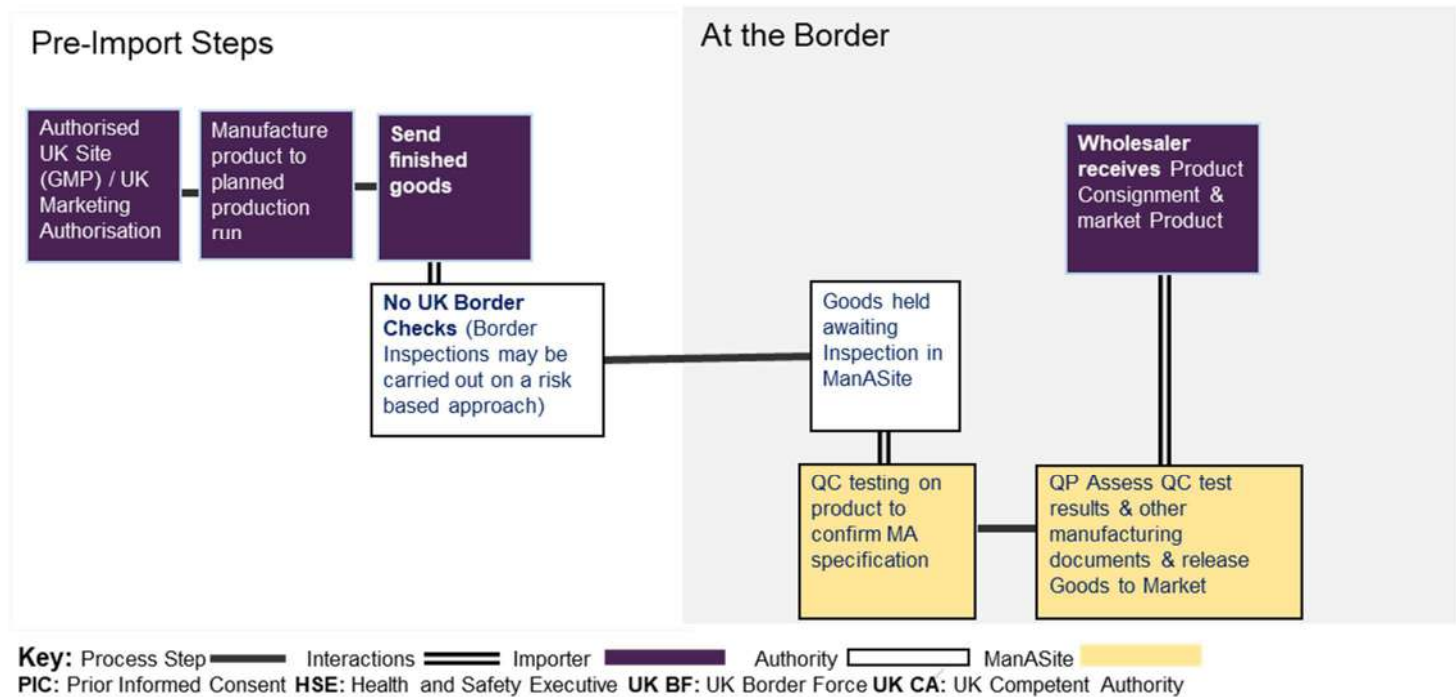 Pre-Import Steps
At the Border
Authorised
UK Site
(GMP) / UK
Marketing
Authorisation
Manufacture
product to
planned
production
run
Send
finished
goods
No UK Border
Checks (Border
Inspections may be
carried out on a risk
based approach)
Goods held
awaiting
Inspection in
ManASite
QC testing on
product to
confirm MA
specification
QP Assess QC test
results & other
manufacturing
documents & release
Goods to Market
Wholesaler
receives Product
Consignment &
market Product
Key: Process Step Interactions Importer Authority ManASite
PIC: Prior Informed Consent HSE: Health and Safety Executive UK BF: UK Border Force UK CA: UK Competent Authority